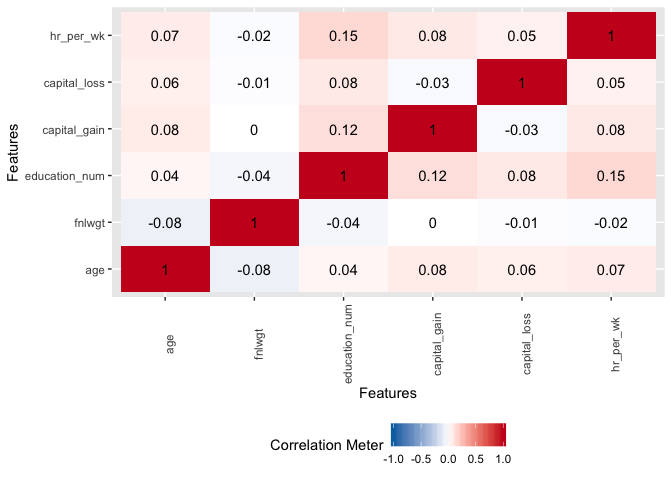 Features
hr_per_wk 0.07 -0.02 0.15 0.08 0.05 1
capital_loss 0.06 -0.01 0.08 -0.03 1 0.05
capital_gain 0.08 0 0.12 1 -0.03 0.08
education_num 0.04 -0.04 1 0.12 0.08 0.15
fnlwgt -0.08 1 -0.04 0 -0.01 -0.02
age 1 -0.08 0.04 0.08 0.06 0.07
age fnlwgt education_num capital_gain capital_loss hr_per_wk
Features
Correlation Meter
-1.0 -0.5 0.0 0.5 1.0